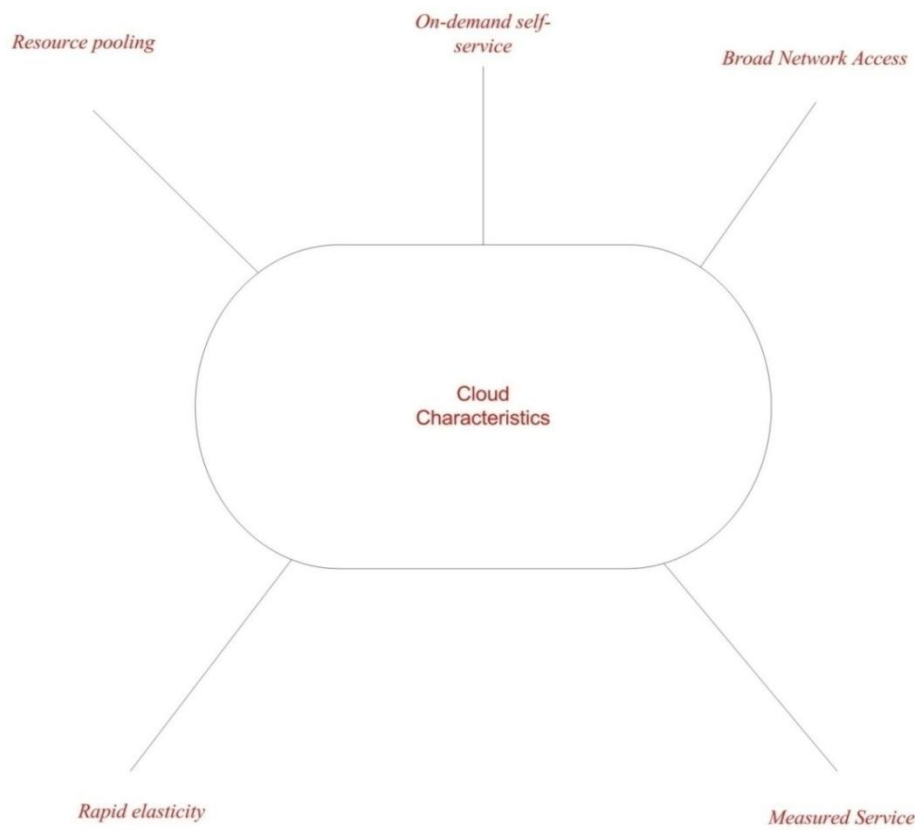 Resource pooling
On-demand self-
service
Broad Network Access
Cloud
Characteristics
Rapid elasticity
Measured Service